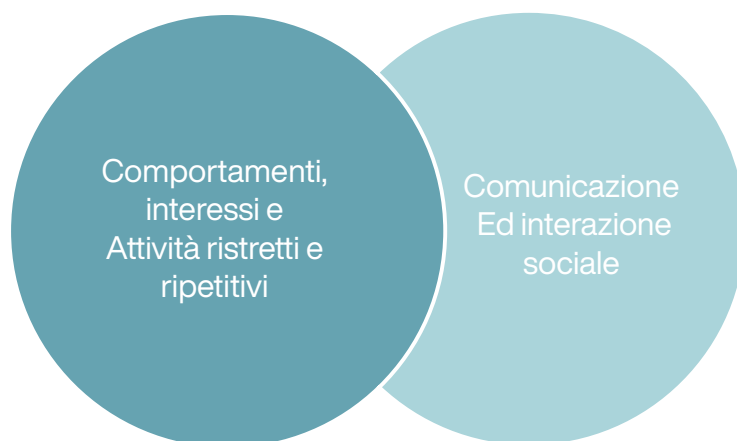 Comportamenti,
interessi e
Attività ristretti e
ripetitivi
Comunicazione
Ed interazione
sociale